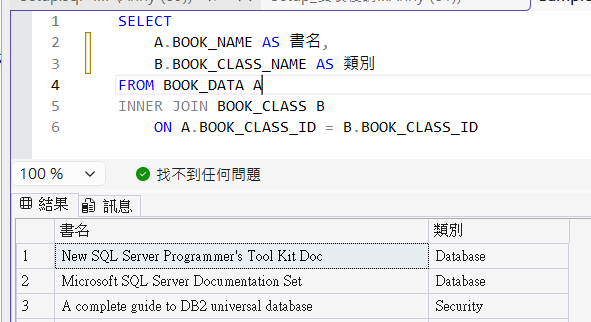 1 SELECT
2 A.BOOK_NAME AS 書名,
3 B.BOOK_CLASS_NAME AS 類別
4 FROM BOOK_DATA A
5 INNER JOIN BOOK_CLASS B
6 ON A.BOOK_CLASS_ID = B.BOOK_CLASS_ID
100 % 找不到任何問題
結果 訊息
書名 類別
1 New SQL Server Programmer's Tool Kit Doc Database
2 Microsoft SQL Server Documentation Set Database
3 A complete guide to DB2 universal database Security